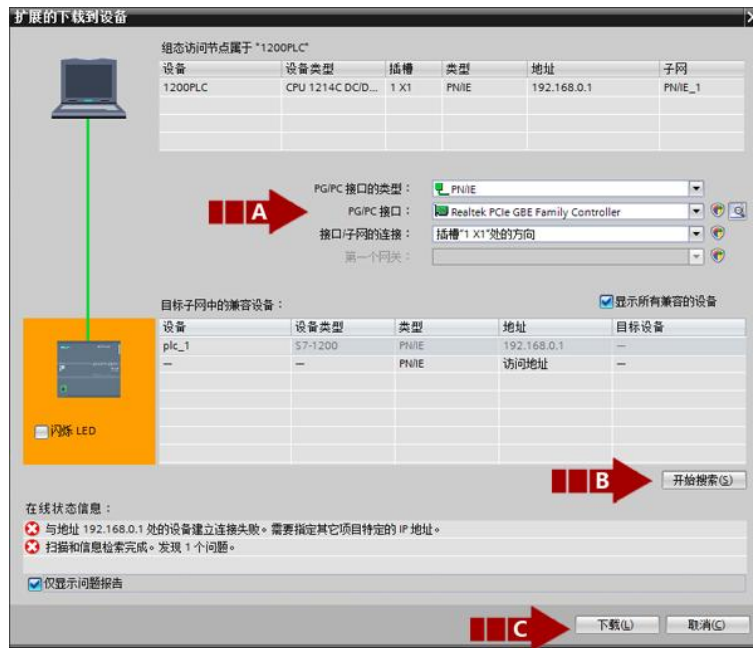 扩展的下载到设备
组态访问节点属于 "1200PLC"
设备 设备类型 插槽 类型 地址 子网
1200PLC CPU 1214C DC/D... 1 X1 PN/IE 192.168.0.1 PN/IE_1
PG/PC 接口的类型： PN/IE
A PG/PC 接口： Realtek PCIe GBE Family Controller
接口/子网的连接： 插槽"1 X1"处的方向
第一个网关：
目标子网中的兼容设备： 显示所有兼容的设备
设备 设备类型 类型 地址 目标设备
plc_1 S7-1200 PN/IE 192.168.0.1 —
— — PN/IE 访问地址 —
闪烁 LED
B 开始搜索(S)
在线状态信息：
与地址 192.168.0.1 处的设备建立连接失败。需要指定其它项目特定的 IP 地址。
扫描和信息检索完成。发现 1 个问题。
仅显示问题报告
C 下载(L) 取消(C)